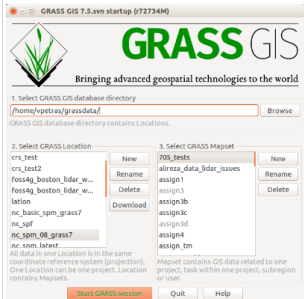 GRASS GIS 7.5.svn startup (r72734M)
GRASS GIS
Bringing advanced geospatial technologies to the world
1. Select GRASS GIS database directory
/home/vpetras/grassdata/
Browse
GRASS GIS database directory contains Locations.
2. Select GRASS Location
crs_test
crs_test2
foss4g_boston_lidar_w...
foss4g_boston_lidar_w...
lation
nc_basic_spm_grass7
nc_spf
nc_spm_08_grass7
nc_spm_latest
New
Rename
Delete
Download
All data in one Location is in the same
coordinate reference system (projection).
One Location can be one project. Location
contains Mapsets.
3. Select GRASS Mapset
705_tests
alireza_data_lidar_issues
assign1
assign3
assign3b
assign3c
assign3d
assign4
assign_tm
New
Rename
Delete
Mapset contains GIS data related to one
project, task within one project, subregion
or user.
Start GRASS session
Quit
Help